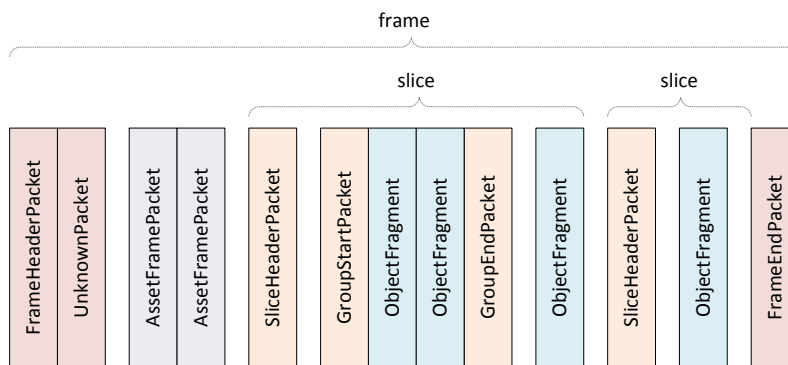 frame
slice
slice
FrameHeaderPacket
UnknownPacket
AssetFramePacket
AssetFramePacket
SliceHeaderPacket
GroupStartPacket
ObjectFragment
ObjectFragment
GroupEndPacket
ObjectFragment
SliceHeaderPacket
ObjectFragment
FrameEndPacket